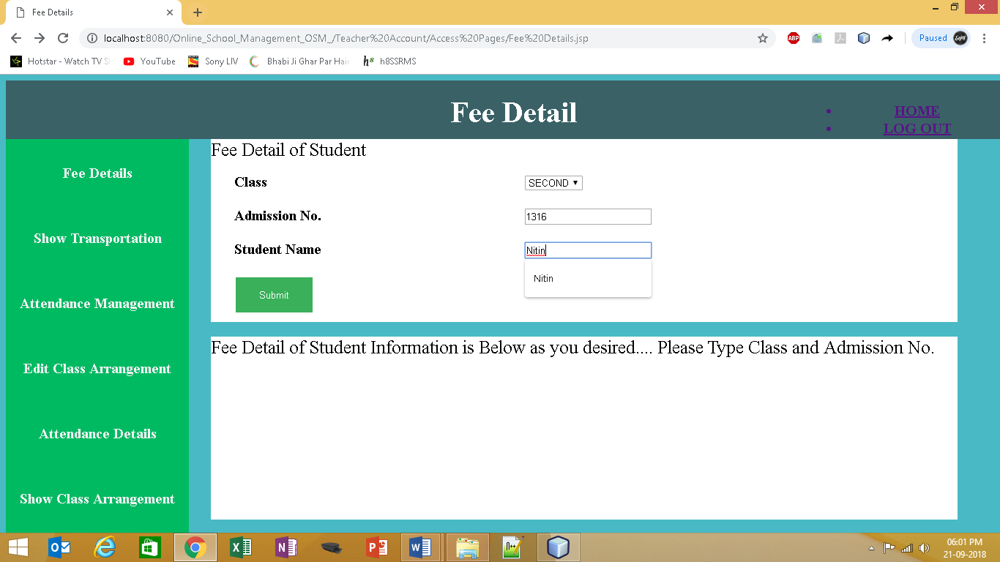 Fee Details
localhost:8080/Online_School_Management_OSM_/Teacher%20Account/Access%20Pages/Fee%20Details.jsp
ABP
Paused
Hotstar - Watch TV S
YouTube
Sony LIV
Bhabi Ji Ghar Par Hain
h8 h8SSRMS
Fee Detail
HOME
LOG OUT
Fee Details
Show Transportation
Attendance Management
Edit Class Arrangement
Attendance Details
Show Class Arrangement
Fee Detail of Student
Class
SECOND
Admission No.
1316
Student Name
Nitin
Nitin
Submit
Fee Detail of Student Information is Below as you desired.... Please Type Class and Admission No.
06:01 PM
21-09-2018